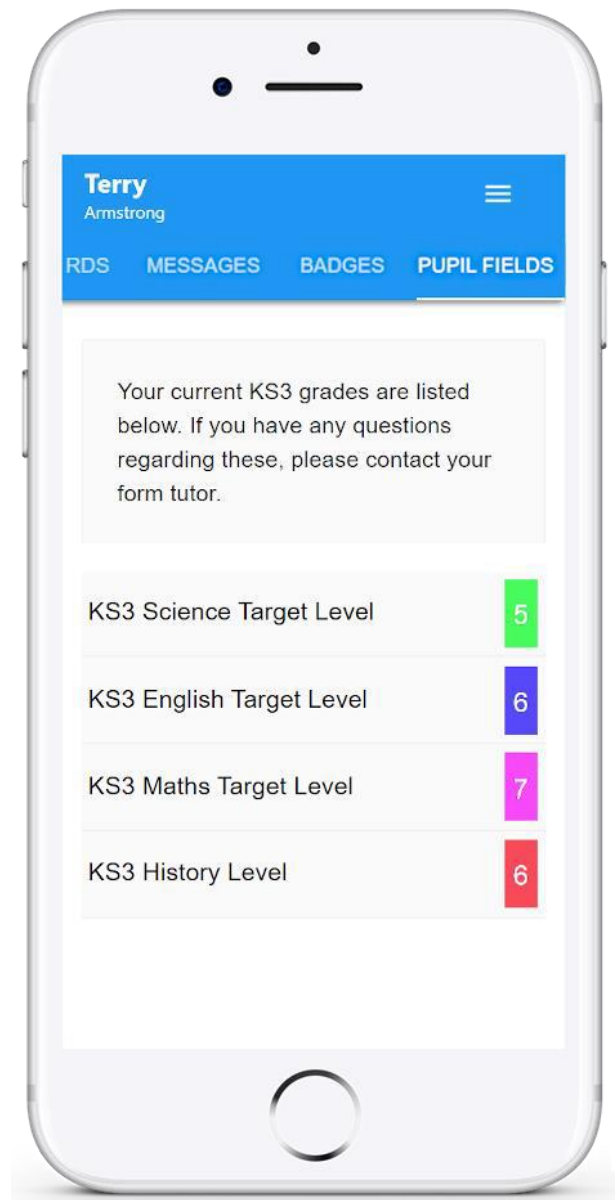 Terry
Armstrong
RDS MESSAGES BADGES PUPIL FIELDS
Your current KS3 grades are listed
below. If you have any questions
regarding these, please contact your
form tutor.
KS3 Science Target Level 5
KS3 English Target Level 6
KS3 Maths Target Level 7
KS3 History Level 6